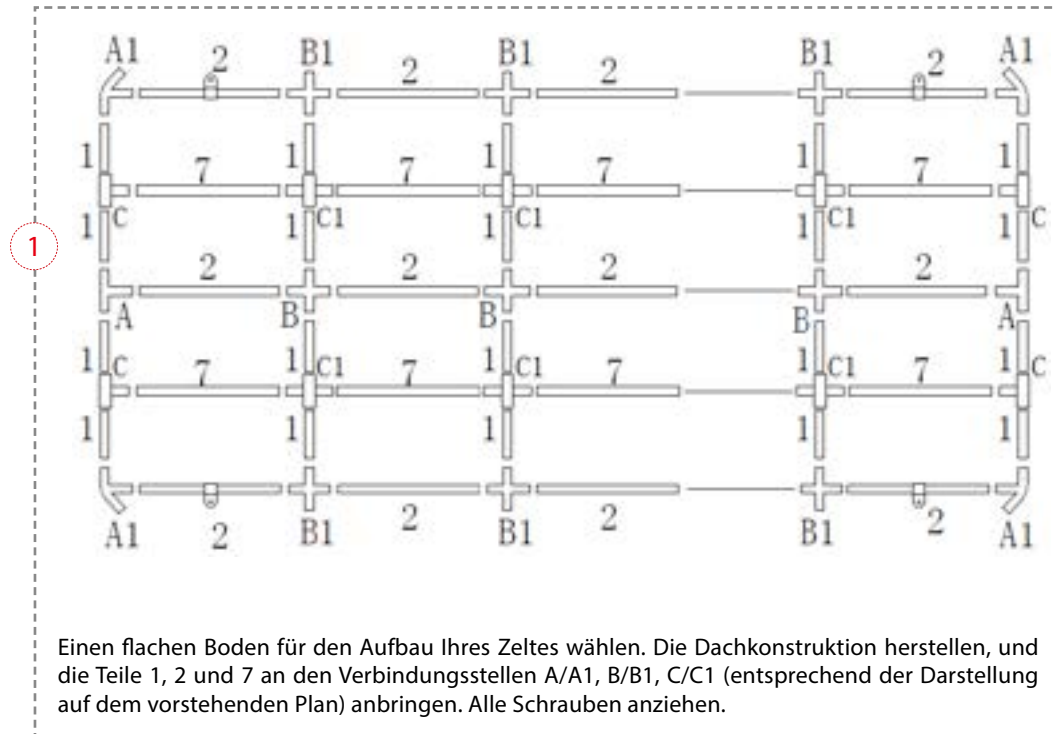 A1 2 B1 2 B1 2 B1 2 A1
1 7 1 7 1 7 1 7 1
1 C 1 C1 1 C1 1 C1 1 C
1
2 2 2 2
A B B B A
1 C 7 1 C1 7 1 C1 7 1 C1 7 1 C
1 1 1 1 1
A1 2 B1 2 B1 2 B1 2 A1
Einen flachen Boden für den Aufbau Ihres Zeltes wählen. Die Dachkonstruktion herstellen, und
die Teile 1, 2 und 7 an den Verbindungsstellen A/A1, B/B1, C/C1 (entsprechend der Darstellung
auf dem vorstehenden Plan) anbringen. Alle Schrauben anziehen.